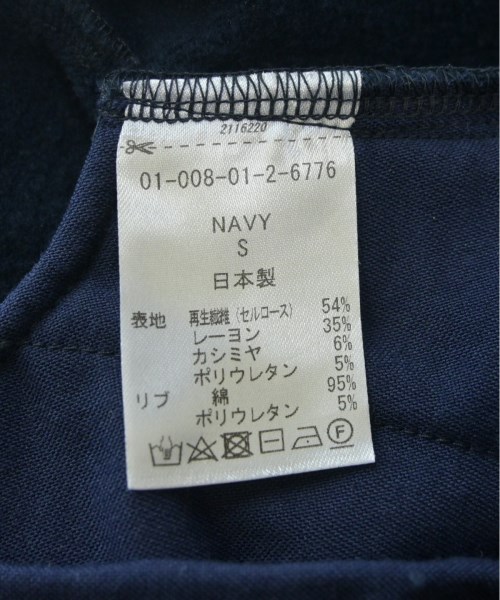 2116220
01-008-01-2-6776
NAVY
S
日本製
表地 再生繊維(セルロース) 54%
レーヨン 35%
カシミヤ 6%
ポリウレタン 5%
リブ 綿 95%
ポリウレタン 5%
F